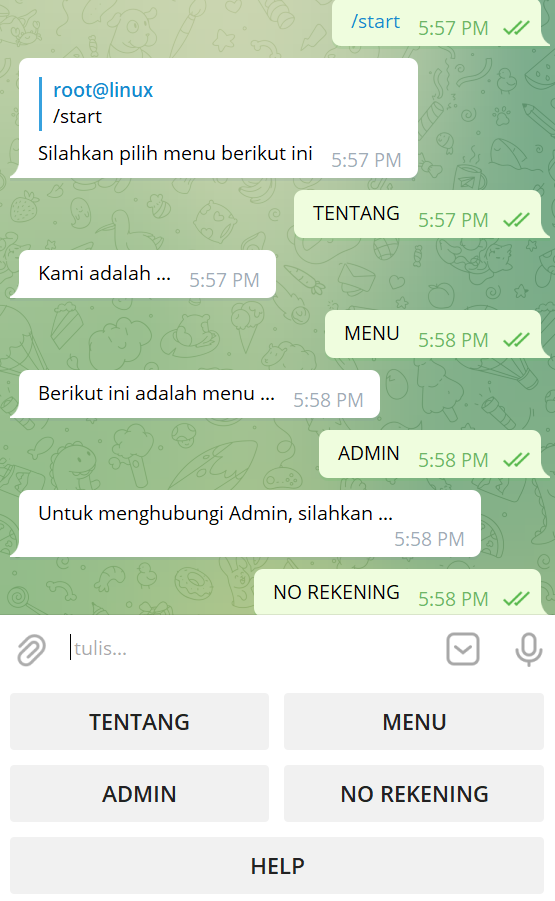 /start 5:57 PM
root@linux
/start
Silahkan pilih menu berikut ini 5:57 PM
TENTANG 5:57 PM
Kami adalah ... 5:57 PM
MENU 5:58 PM
Berikut ini adalah menu ... 5:58 PM
ADMIN 5:58 PM
Untuk menghubungi Admin, silahkan ...
5:58 PM
NO REKENING 5:58 PM
tulis...
TENTANG MENU
ADMIN NO REKENING
HELP